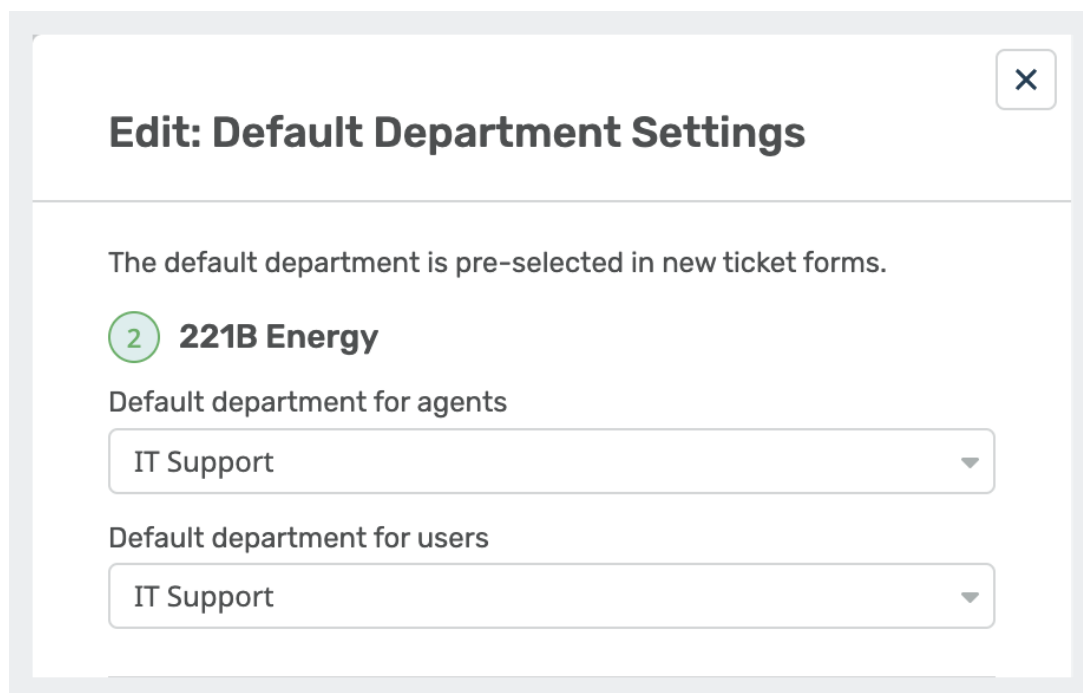 Edit: Default Department Settings
The default department is pre-selected in new ticket forms.
2 221B Energy
Default department for agents
IT Support
Default department for users
IT Support